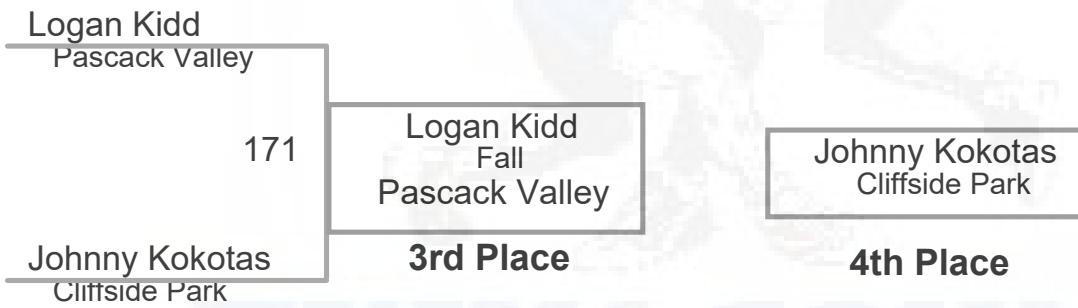 Logan Kidd
Pascack Valley
171
Logan Kidd
Fall
Pascack Valley
3rd Place
Johnny Kokotas
Cliffside Park
4th Place
Johnny Kokotas
Cliffside Park